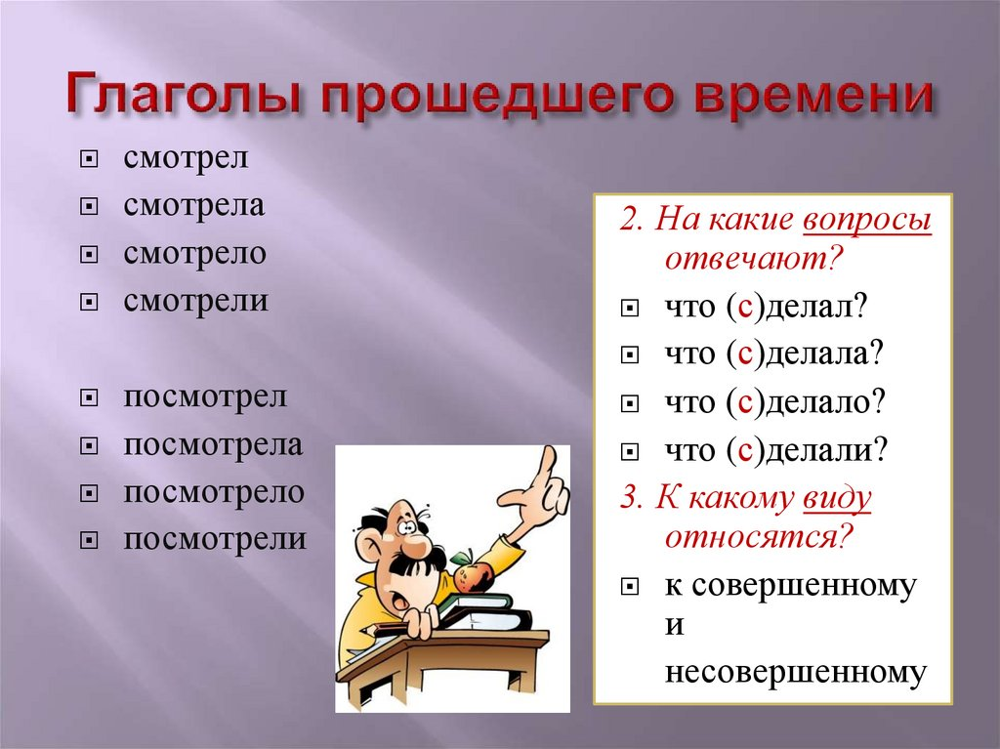 Глаголы прошедшего времени
смотрел
смотрела
смотрело
смотрели
посмотрел
посмотрела
посмотрело
посмотрели
2. На какие вопросы
отвечают?
что (с)делал?
что (с)делала?
что (с)делало?
что (с)делали?
3. К какому виду
относятся?
к совершенному
и
несовершенному